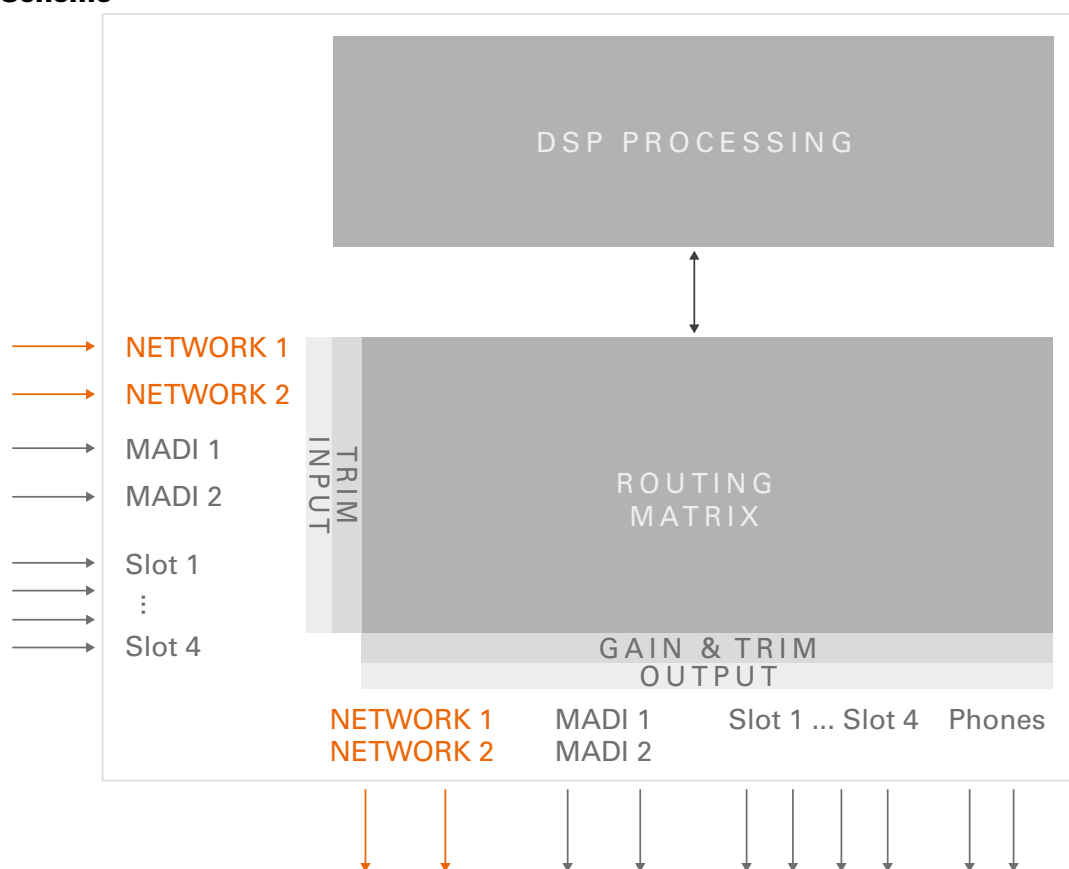 DSP PROCESSING
NETWORK 1
NETWORK 2
MADI 1
MADI 2
Slot 1
...
Slot 4
INPUT
TRIM
ROUTING
MATRIX
GAIN & TRIM
OUTPUT
NETWORK 1
NETWORK 2
MADI 1
MADI 2
Slot 1 ... Slot 4
Phones